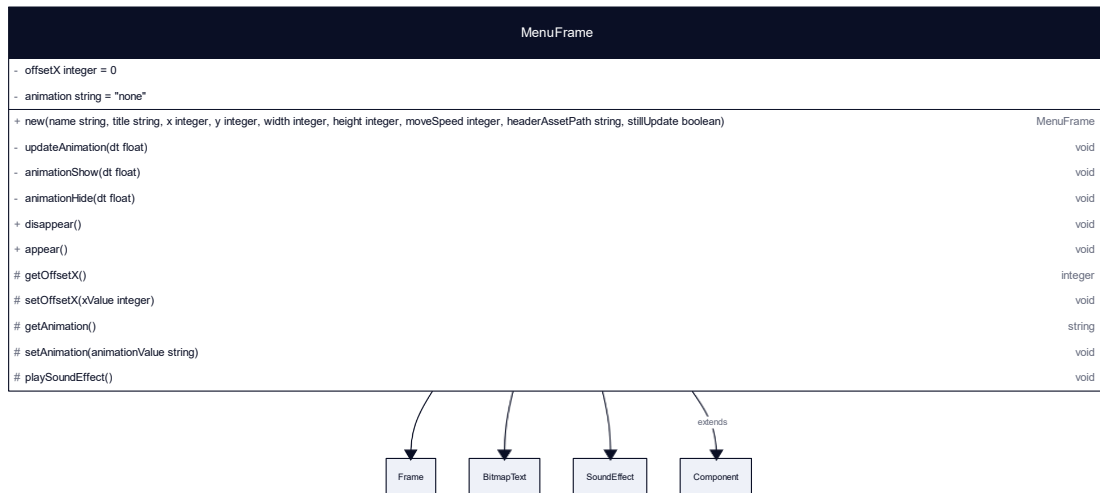 MenuFrame
- offsetX integer = 0
- animation string = "none"
+ new(name string, title string, x integer, y integer, width integer, height integer, moveSpeed integer, headerAssetPath string, stillUpdate boolean) MenuFrame
- updateAnimation(dt float) void
- animationShow(dt float) void
- animationHide(dt float) void
+ disappear() void
+ appear() void
# getOffsetX() integer
# setOffsetX(xValue integer) void
# getAnimation() string
# setAnimation(animationValue string) void
# playSoundEffect() void
extends
Frame BitmapText SoundEffect Component